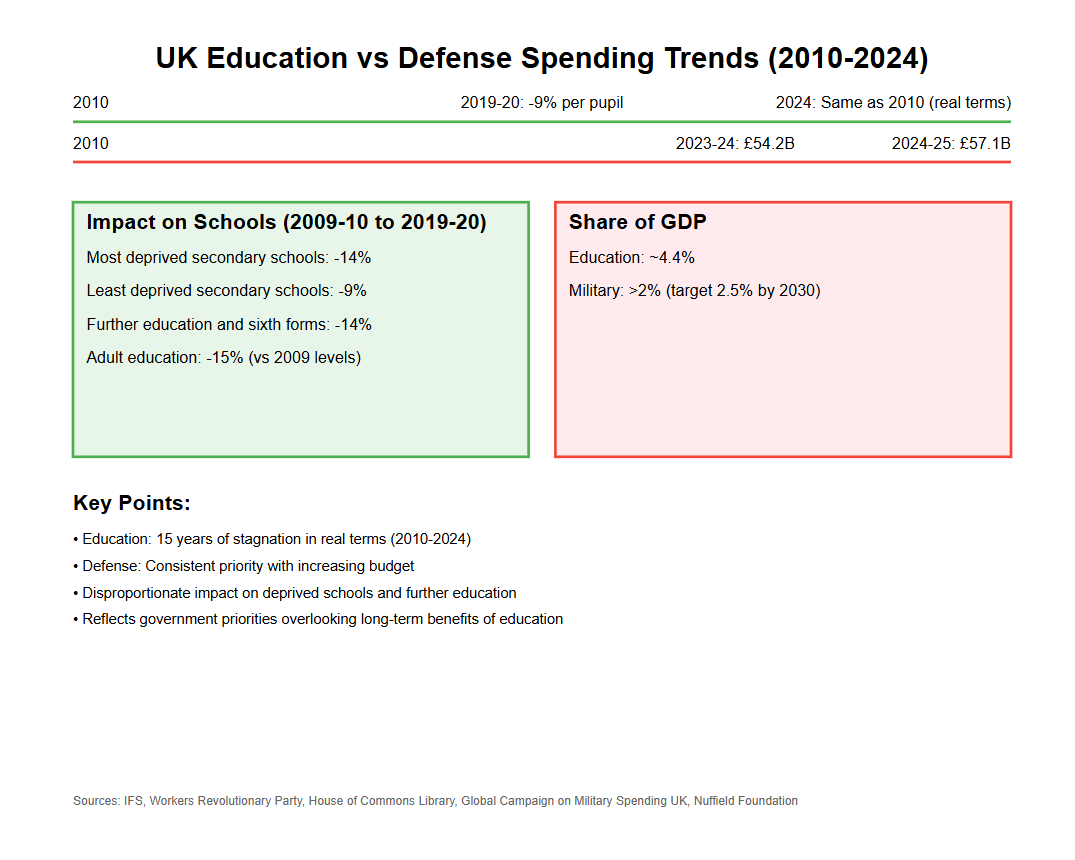 UK Education vs Defense Spending Trends (2010-2024)
2010 2019-20: -9% per pupil 2024: Same as 2010 (real terms)
2010 2023-24: £54.2B 2024-25: £57.1B
Impact on Schools (2009-10 to 2019-20)
Most deprived secondary schools: -14%
Least deprived secondary schools: -9%
Further education and sixth forms: -14%
Adult education: -15% (vs 2009 levels)
Share of GDP
Education: ~4.4%
Military: >2% (target 2.5% by 2030)
Key Points:
• Education: 15 years of stagnation in real terms (2010-2024)
• Defense: Consistent priority with increasing budget
• Disproportionate impact on deprived schools and further education
• Reflects government priorities overlooking long-term benefits of education
Sources: IFS, Workers Revolutionary Party, House of Commons Library, Global Campaign on Military Spending UK, Nuffield Foundation